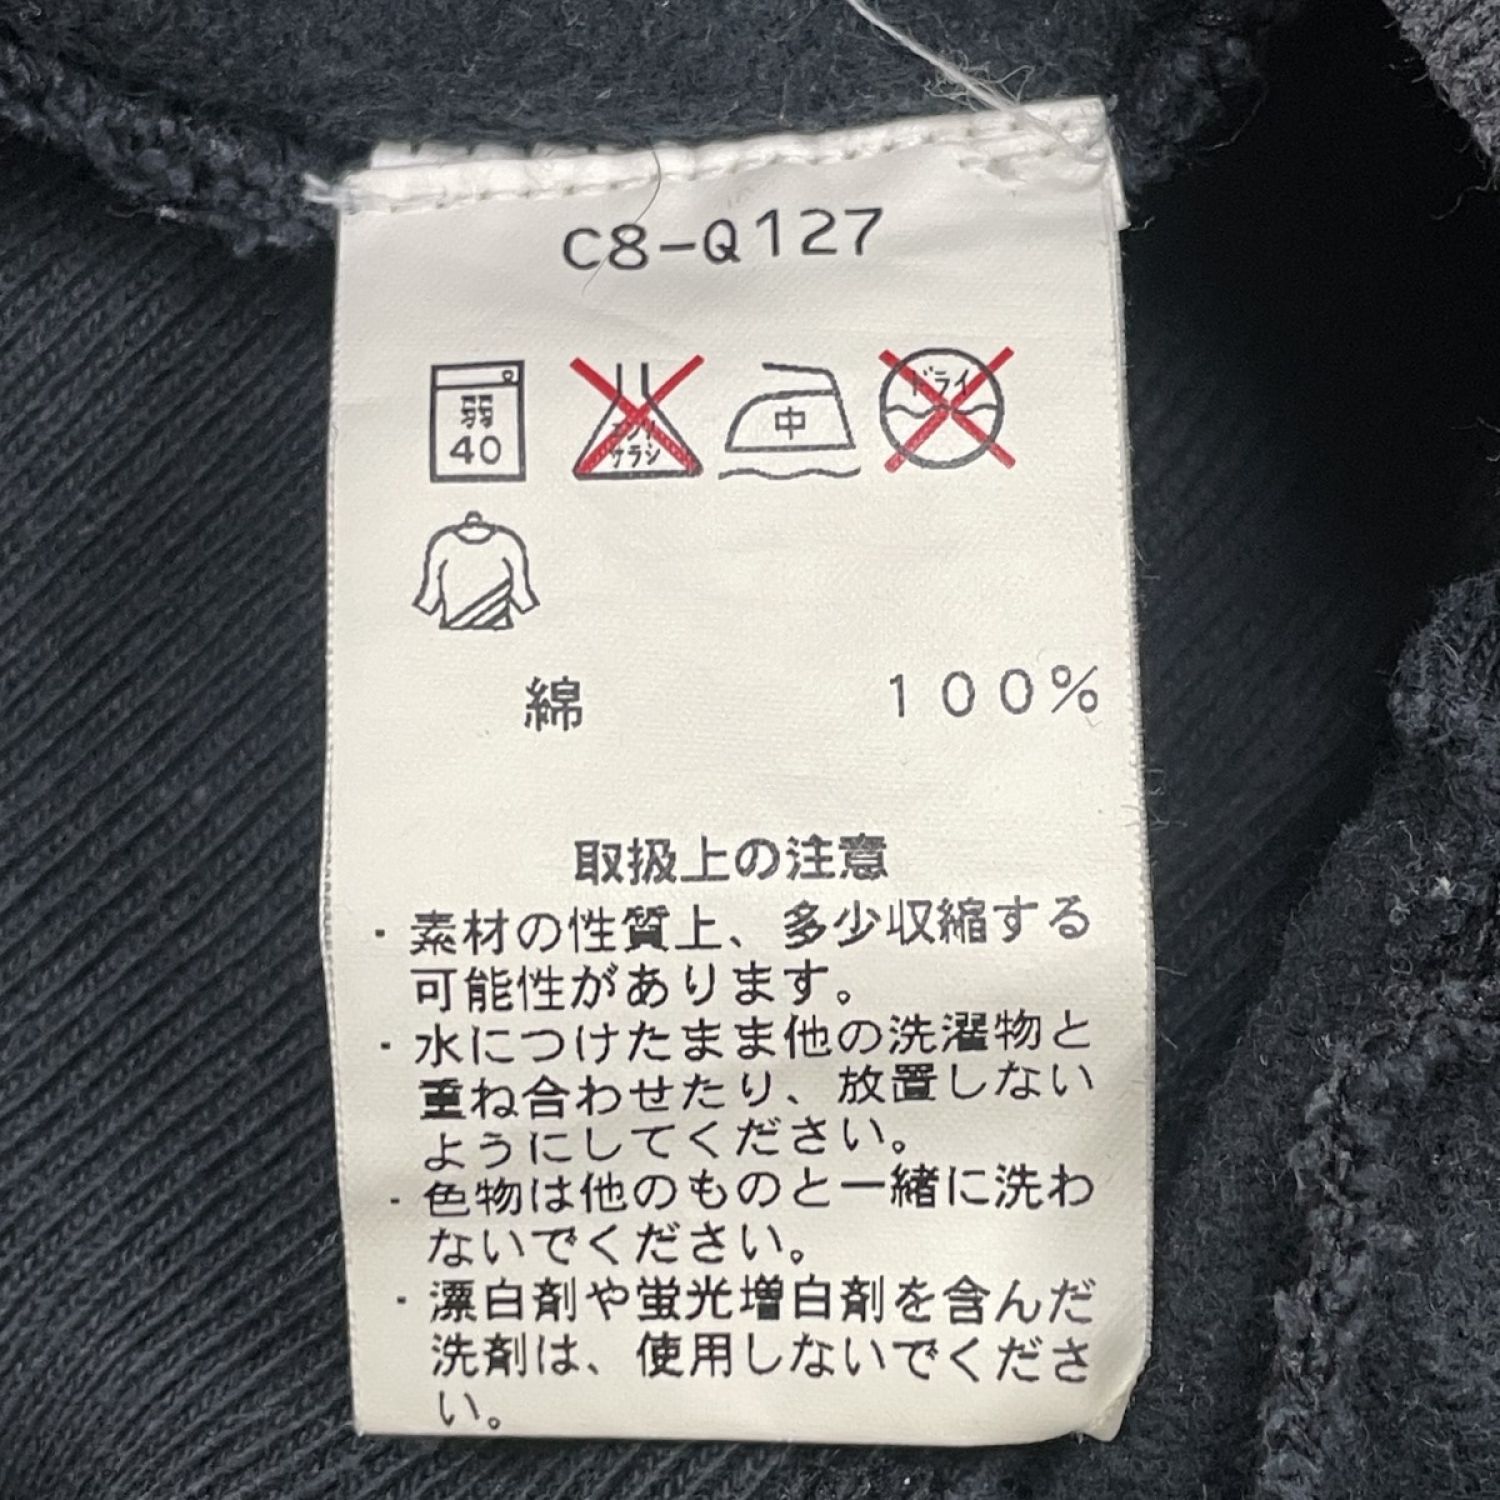 C8-Q127
弱 中 ドライ
40 エンソ
サラシ
綿 100%
取扱上の注意
・素材の性質上、多少収縮する
可能性があります。
・水につけたまま他の洗濯物と
重ね合わせたり、放置しない
ようにしてください。
・色物は他のものと一緒に洗わ
ないでください。
・漂白剤や蛍光増白剤を含んだ
洗剤は、使用しないでくださ
い。